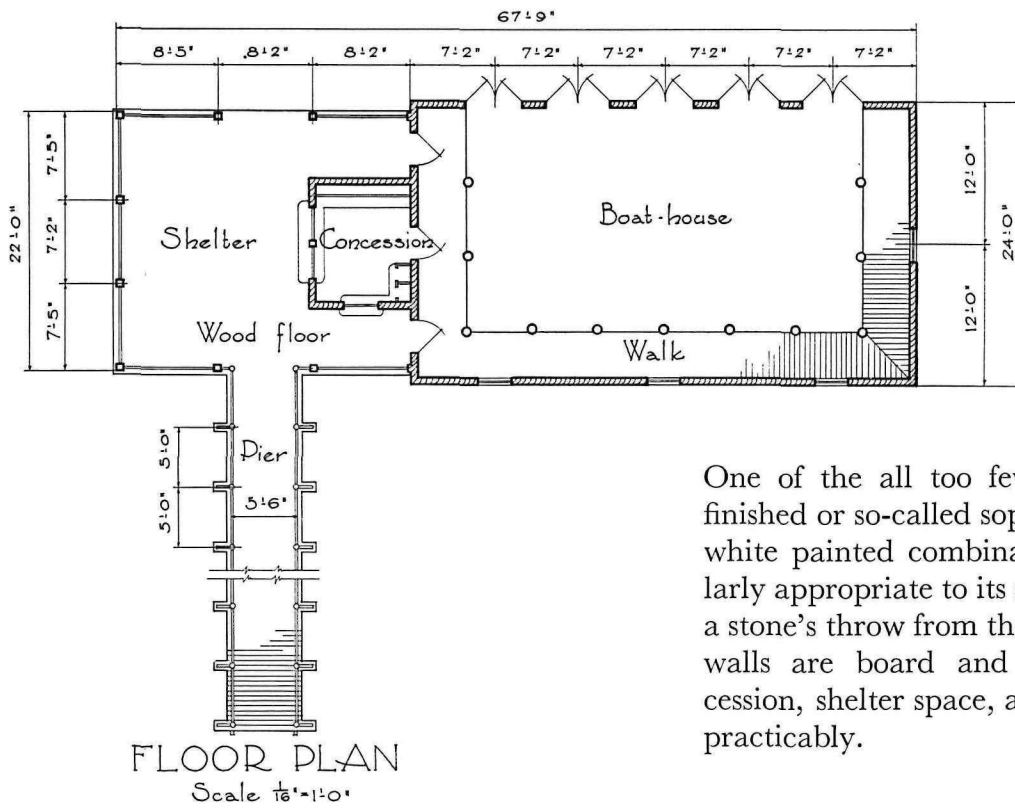 67'-9"
8'-5" 8'-2" 8'-2" 7'-2" 7'-2" 7'-2" 7'-2" 7'-2" 7'-2"
22'-0"
7'-5"
7'-2"
7'-5"
Shelter
Concession
Boat-house
12'-0"
24'-0"
12'-0"
Wood floor
Walk
Pier
5'-0"
5'-0"
5'-6"
FLOOR PLAN
Scale 1/16"=1'-0"
One of the all too few
finished or so-called sop
white painted combina
larly appropriate to its
a stone's throw from th
walls are board and
cession, shelter space, a
practicably.